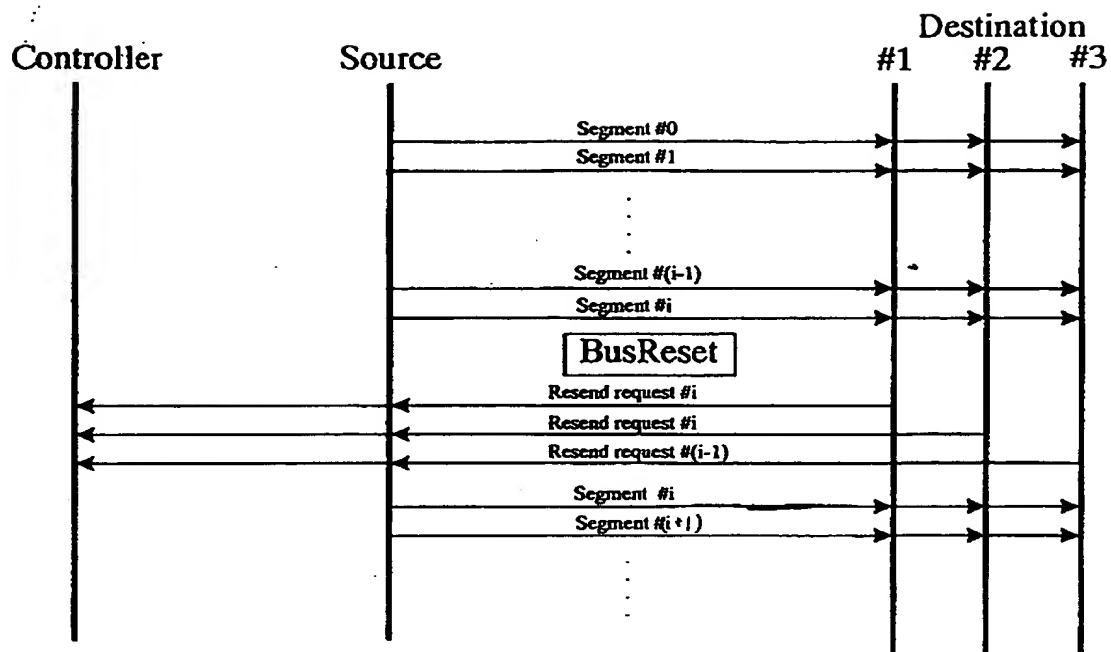 Destination
Controller Source #1 #2 #3
Segment #0
Segment #1
Segment #(i-1)
Segment #i
BusReset
Resend request #i
Resend request #i
Resend request #(i-1)
Segment #i
Segment #(i+1)